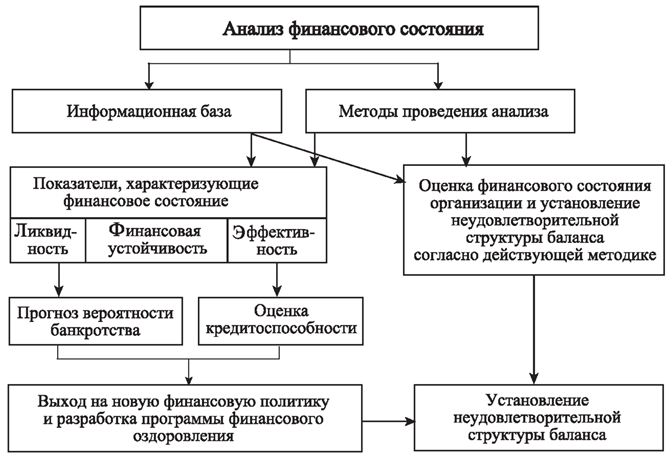 Анализ финансового состояния
Информационная база
Методы проведения анализа
Показатели, характеризующие
финансовое состояние
Ликвид-
ность
Финансовая
устойчивость
Эффектив-
ность
Оценка финансового состояния
организации и установление
неудовлетворительной
структуры баланса
согласно действующей методике
Прогноз вероятности
банкротства
Оценка
кредитоспособности
Выход на новую финансовую политику
и разработка программы финансового
оздоровления
Установление
неудовлетворительной
структуры баланса